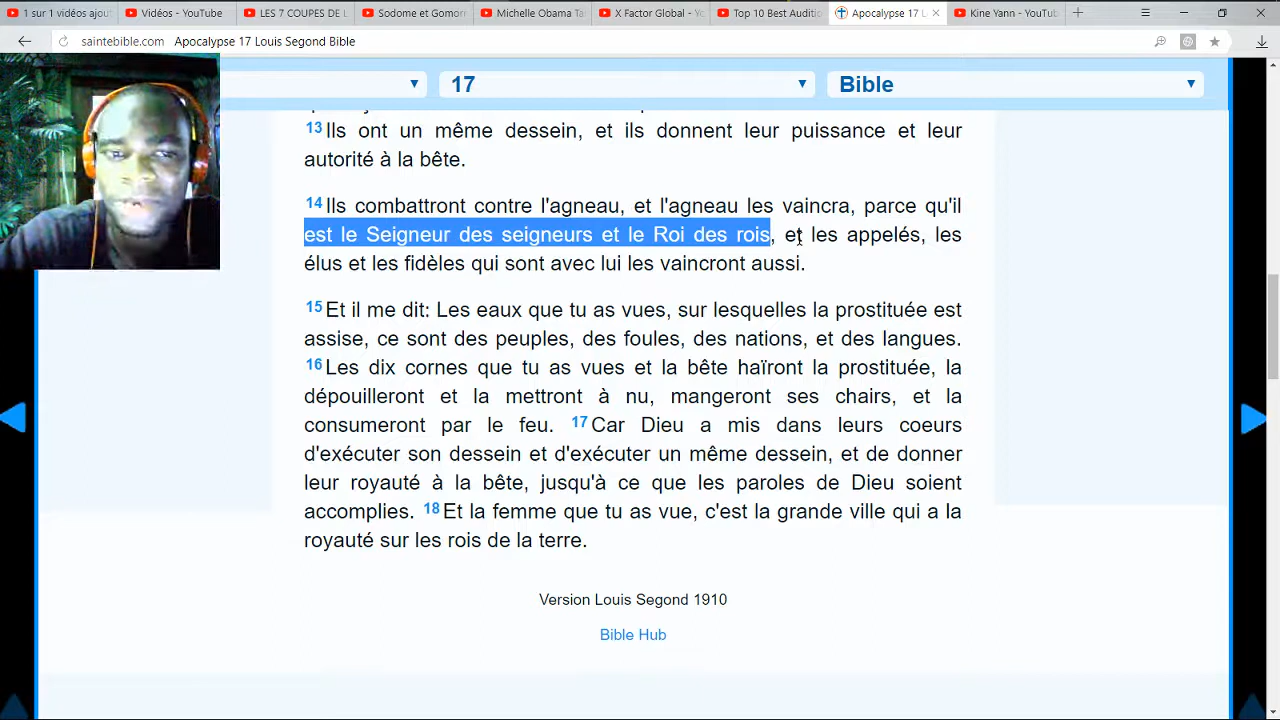 1 sur 1 vidéos ajou
Vidéos - YouTube
LES 7 COUPES DE L
Sodome et Gomor
Michelle Obama Ta
X Factor Global - Yo
Top 10 Best Auditi
Apocalypse 17 L
Kine Yann - YouTub
saintebible.com Apocalypse 17 Louis Segond Bible
17
Bible
13 Ils ont un même dessein, et ils donnent leur puissance et leur
autorité à la bête.
14 Ils combattront contre l'agneau, et l'agneau les vaincra, parce qu'il
est le Seigneur des seigneurs et le Roi des rois, et les appelés, les
élus et les fidèles qui sont avec lui les vaincront aussi.
15 Et il me dit: Les eaux que tu as vues, sur lesquelles la prostituée est
assise, ce sont des peuples, des foules, des nations, et des langues.
16 Les dix cornes que tu as vues et la bête haïront la prostituée, la
dépouilleront et la mettront à nu, mangeront ses chairs, et la
consumeront par le feu. 17 Car Dieu a mis dans leurs coeurs
d'exécuter son dessein et d'exécuter un même dessein, et de donner
leur royauté à la bête, jusqu'à ce que les paroles de Dieu soient
accomplies. 18 Et la femme que tu as vue, c'est la grande ville qui a la
royauté sur les rois de la terre.
Version Louis Segond 1910
Bible Hub